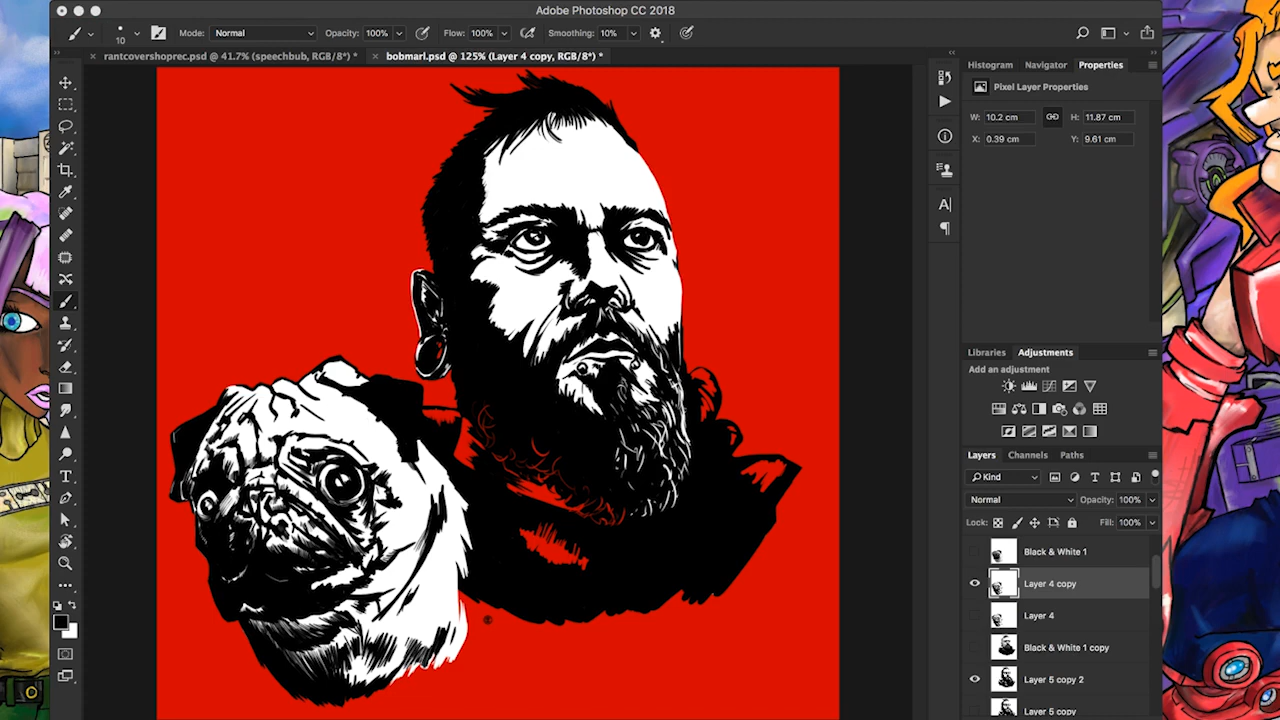 Adobe Photoshop CC 2018
10
Mode: Normal Opacity: 100% Flow: 100% Smoothing: 10%
rantcovershoprec.psd @ 41.7% (speechbub, RGB/8*) *
bobmarl.psd @ 125% (Layer 4 copy, RGB/8*) *
Histogram Navigator Properties
Pixel Layer Properties
W: 10.2 cm H: 11.87 cm
X: 0.39 cm Y: 9.61 cm
Libraries Adjustments
Add an adjustment
Layers Channels Paths
Kind
Normal Opacity: 100%
Lock: Fill: 100%
Black & White 1
Layer 4 copy
Layer 4
Black & White 1 copy
Layer 5 copy 2
Layer 5 copy